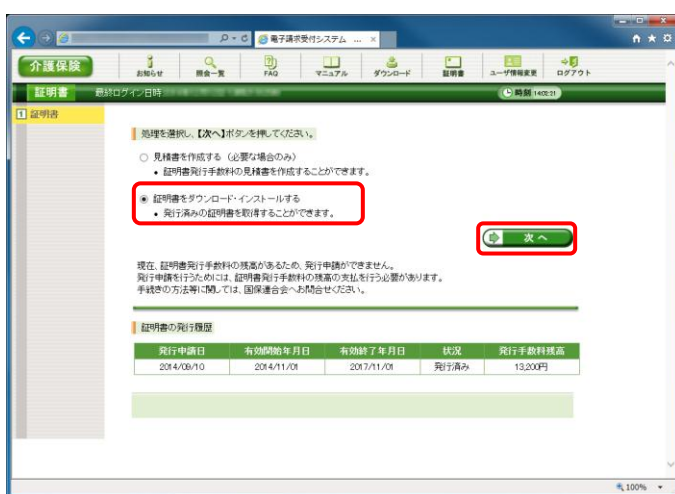 電子請求受付システム ...
介護保険
お知らせ 照会一覧 FAQ マニュアル ダウンロード 証明書 ユーザ情報変更 ログアウト
証明書 最終ログイン日時
時刻 14:02:21
1 証明書
処理を選択し、【次へ】ボタンを押してください。
見積書を作成する（必要な場合のみ）
• 証明書発行手数料の見積書を作成することができます。
証明書をダウンロード・インストールする
• 発行済みの証明書を取得することができます。
次へ
現在、証明書発行手数料の残高があるため、発行申請ができません。
発行申請を行うためには、証明書発行手数料の残高の支払を行う必要があります。
手続きの方法等に関しては、国保連合会へお問合せください。
証明書の発行履歴
発行申請日 有効開始年月日 有効終了年月日 状況 発行手数料残高
2014/09/10 2014/11/01 2017/11/01 発行済み 13,200円
100%